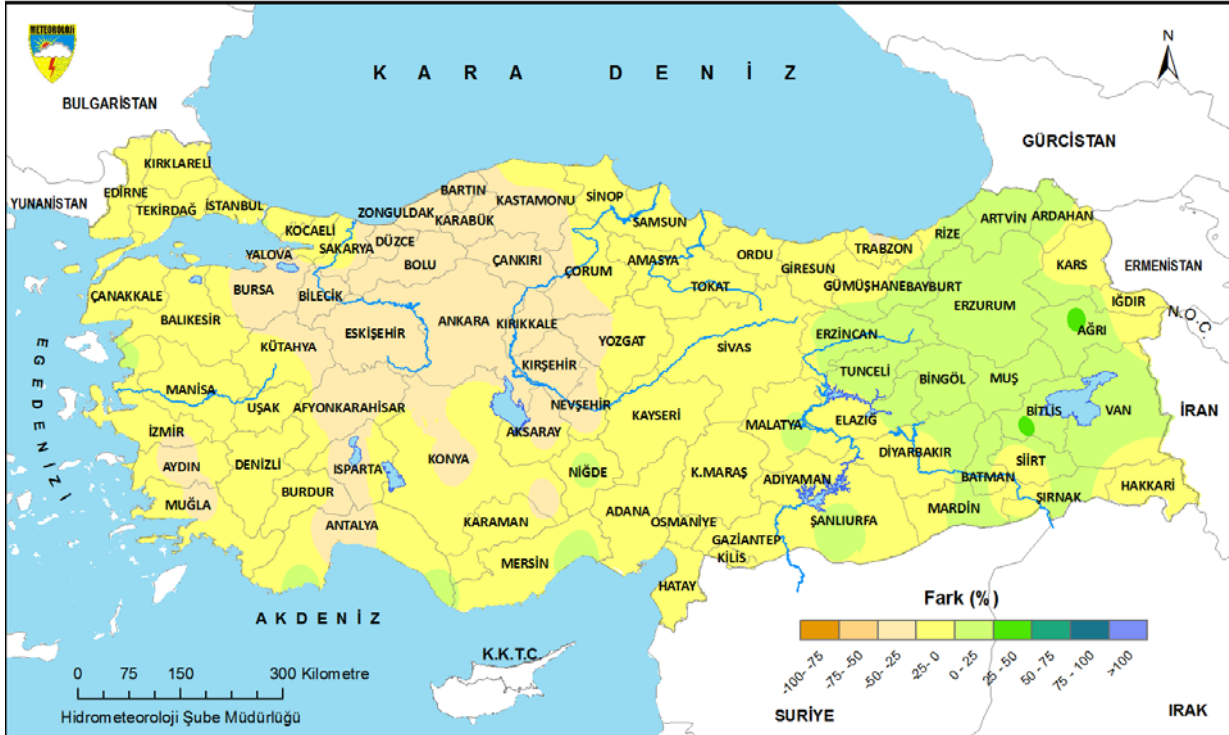 METEOROLOJİ
K A R A D E N İ Z
N
BULGARİSTAN
GÜRCİSTAN
YUNANİSTAN
ERMENİSTAN
N.Ö.C.
İRAN
EGE DENİZİ
KIRKLARELİ
EDİRNE
TEKİRDAĞ
İSTANBUL
KOCAELİ
YALOVA
SAKARYA
ZONGULDAK
BARTIN
KARABÜK
KASTAMONU
SİNOP
SAMSUN
DÜZCE
BOLU
ÇANKIRI
ÇORUM
AMASYA
TOKAT
ORDU
GİRESUN
TRABZON
RİZE
ARTVİN
ARDAHAN
KARS
GÜMÜŞHANE
BAYBURT
ERZURUM
IĞDIR
AĞRI
ÇANAKKALE
BALIKESİR
BURSA
BİLECİK
ESKİŞEHİR
ANKARA
KIRIKKALE
YOZGAT
SİVAS
ERZİNCAN
TUNCELİ
BİNGÖL
MUŞ
BİTLİS
VAN
KÜTAHYA
KIRŞEHİR
NEVŞEHİR
KAYSERİ
MALATYA
ELAZIĞ
DİYARBAKIR
SİİRT
BATMAN
ŞIRNAK
HAKKARİ
MANİSA
UŞAK
AFYONKARAHİSAR
AKSARAY
İZMİR
AYDIN
DENİZLİ
ISPARTA
KONYA
NİĞDE
K.MARAŞ
ADIYAMAN
MARDİN
MUĞLA
BURDUR
ANTALYA
KARAMAN
MERSİN
ADANA
OSMANİYE
GAZİANTEP
KİLİS
ŞANLIURFA
HATAY
AKDENİZ
K.K.T.C.
SURİYE
IRAK
0 75 150 300 Kilometre
Hidrometeoroloji Şube Müdürlüğü
Fark (%)
-100–-75
-75–-50
-50–-25
-25- 0
0 - 25
25 - 50
50 - 75
75 - 100
>100